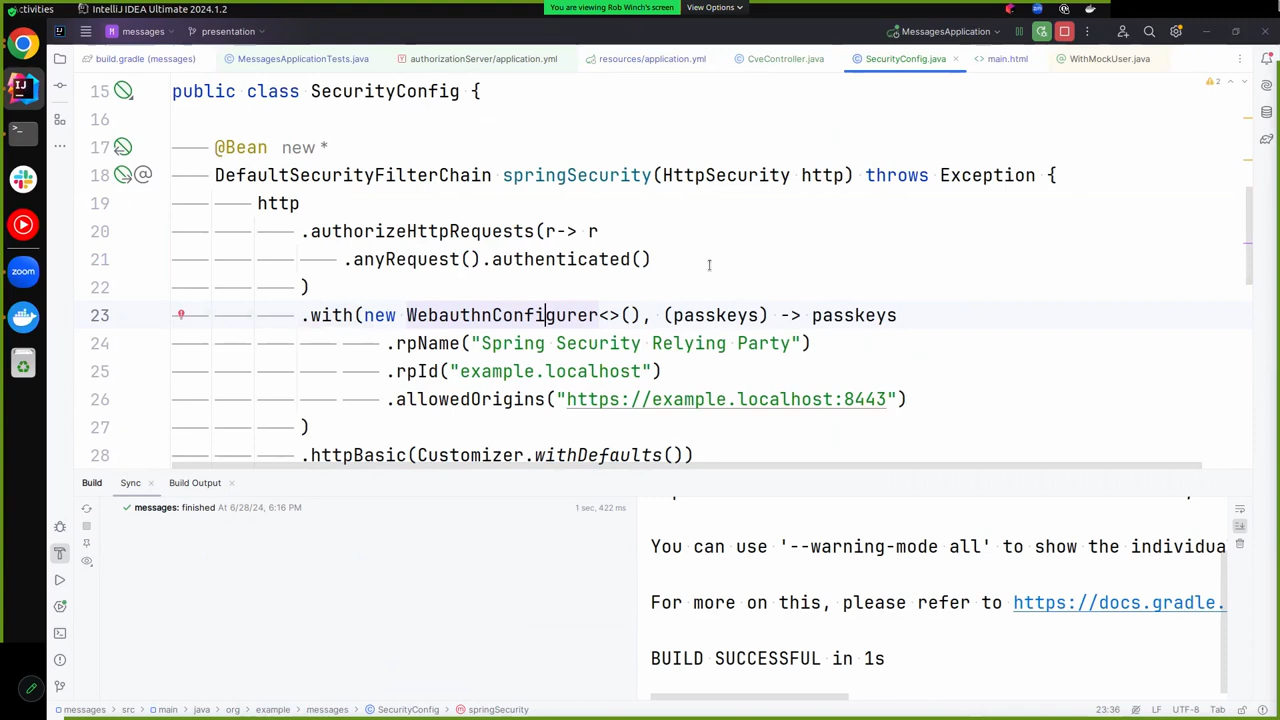 ctivities
IntelliJ IDEA Ultimate 2024.1.2
You are viewing Rob Winch's screen
View Options
M
messages
presentation
MessagesApplication
build.gradle (messages)
MessagesApplicationTests.java
authorizationServer/application.yml
resources/application.yml
CveController.java
SecurityConfig.java
main.html
WithMockUser.java
15 public class SecurityConfig {
2
16
17 @Bean new *
18 DefaultSecurityFilterChain springSecurity(HttpSecurity http) throws Exception {
19 http
20 .authorizeHttpRequests(r-> r
21 .anyRequest().authenticated()
22 )
23 .with(new WebauthnConfigurer<>(), (passkeys) -> passkeys
24 .rpName("Spring Security Relying Party")
25 .rpId("example.localhost")
26 .allowedOrigins("https://example.localhost:8443")
27 )
28 .httpBasic(Customizer.withDefaults())
Build
Sync
Build Output
messages: finished At 6/28/24, 6:16 PM
1 sec, 422 ms
You can use '--warning-mode all' to show the individua
For more on this, please refer to https://docs.gradle.
BUILD SUCCESSFUL in 1s
zoom
messages > src > main > java > org > example > messages > SecurityConfig > springSecurity
23:36
LF
UTF-8
Tab